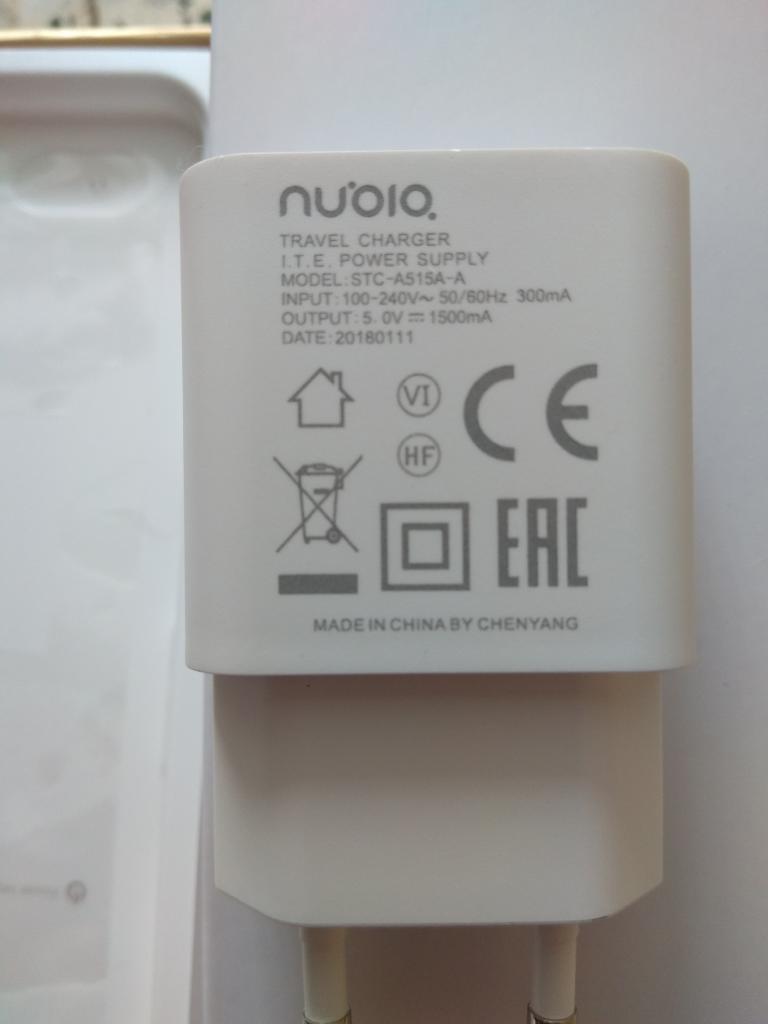 nubia
TRAVEL CHARGER
I.T.E. POWER SUPPLY
MODEL:STC-A515A-A
INPUT:100-240V~ 50/60Hz 300mA
OUTPUT:5.0V⎓1500mA
DATE:20180111
VI
CE
HF
EAC
MADE IN CHINA BY CHENYANG